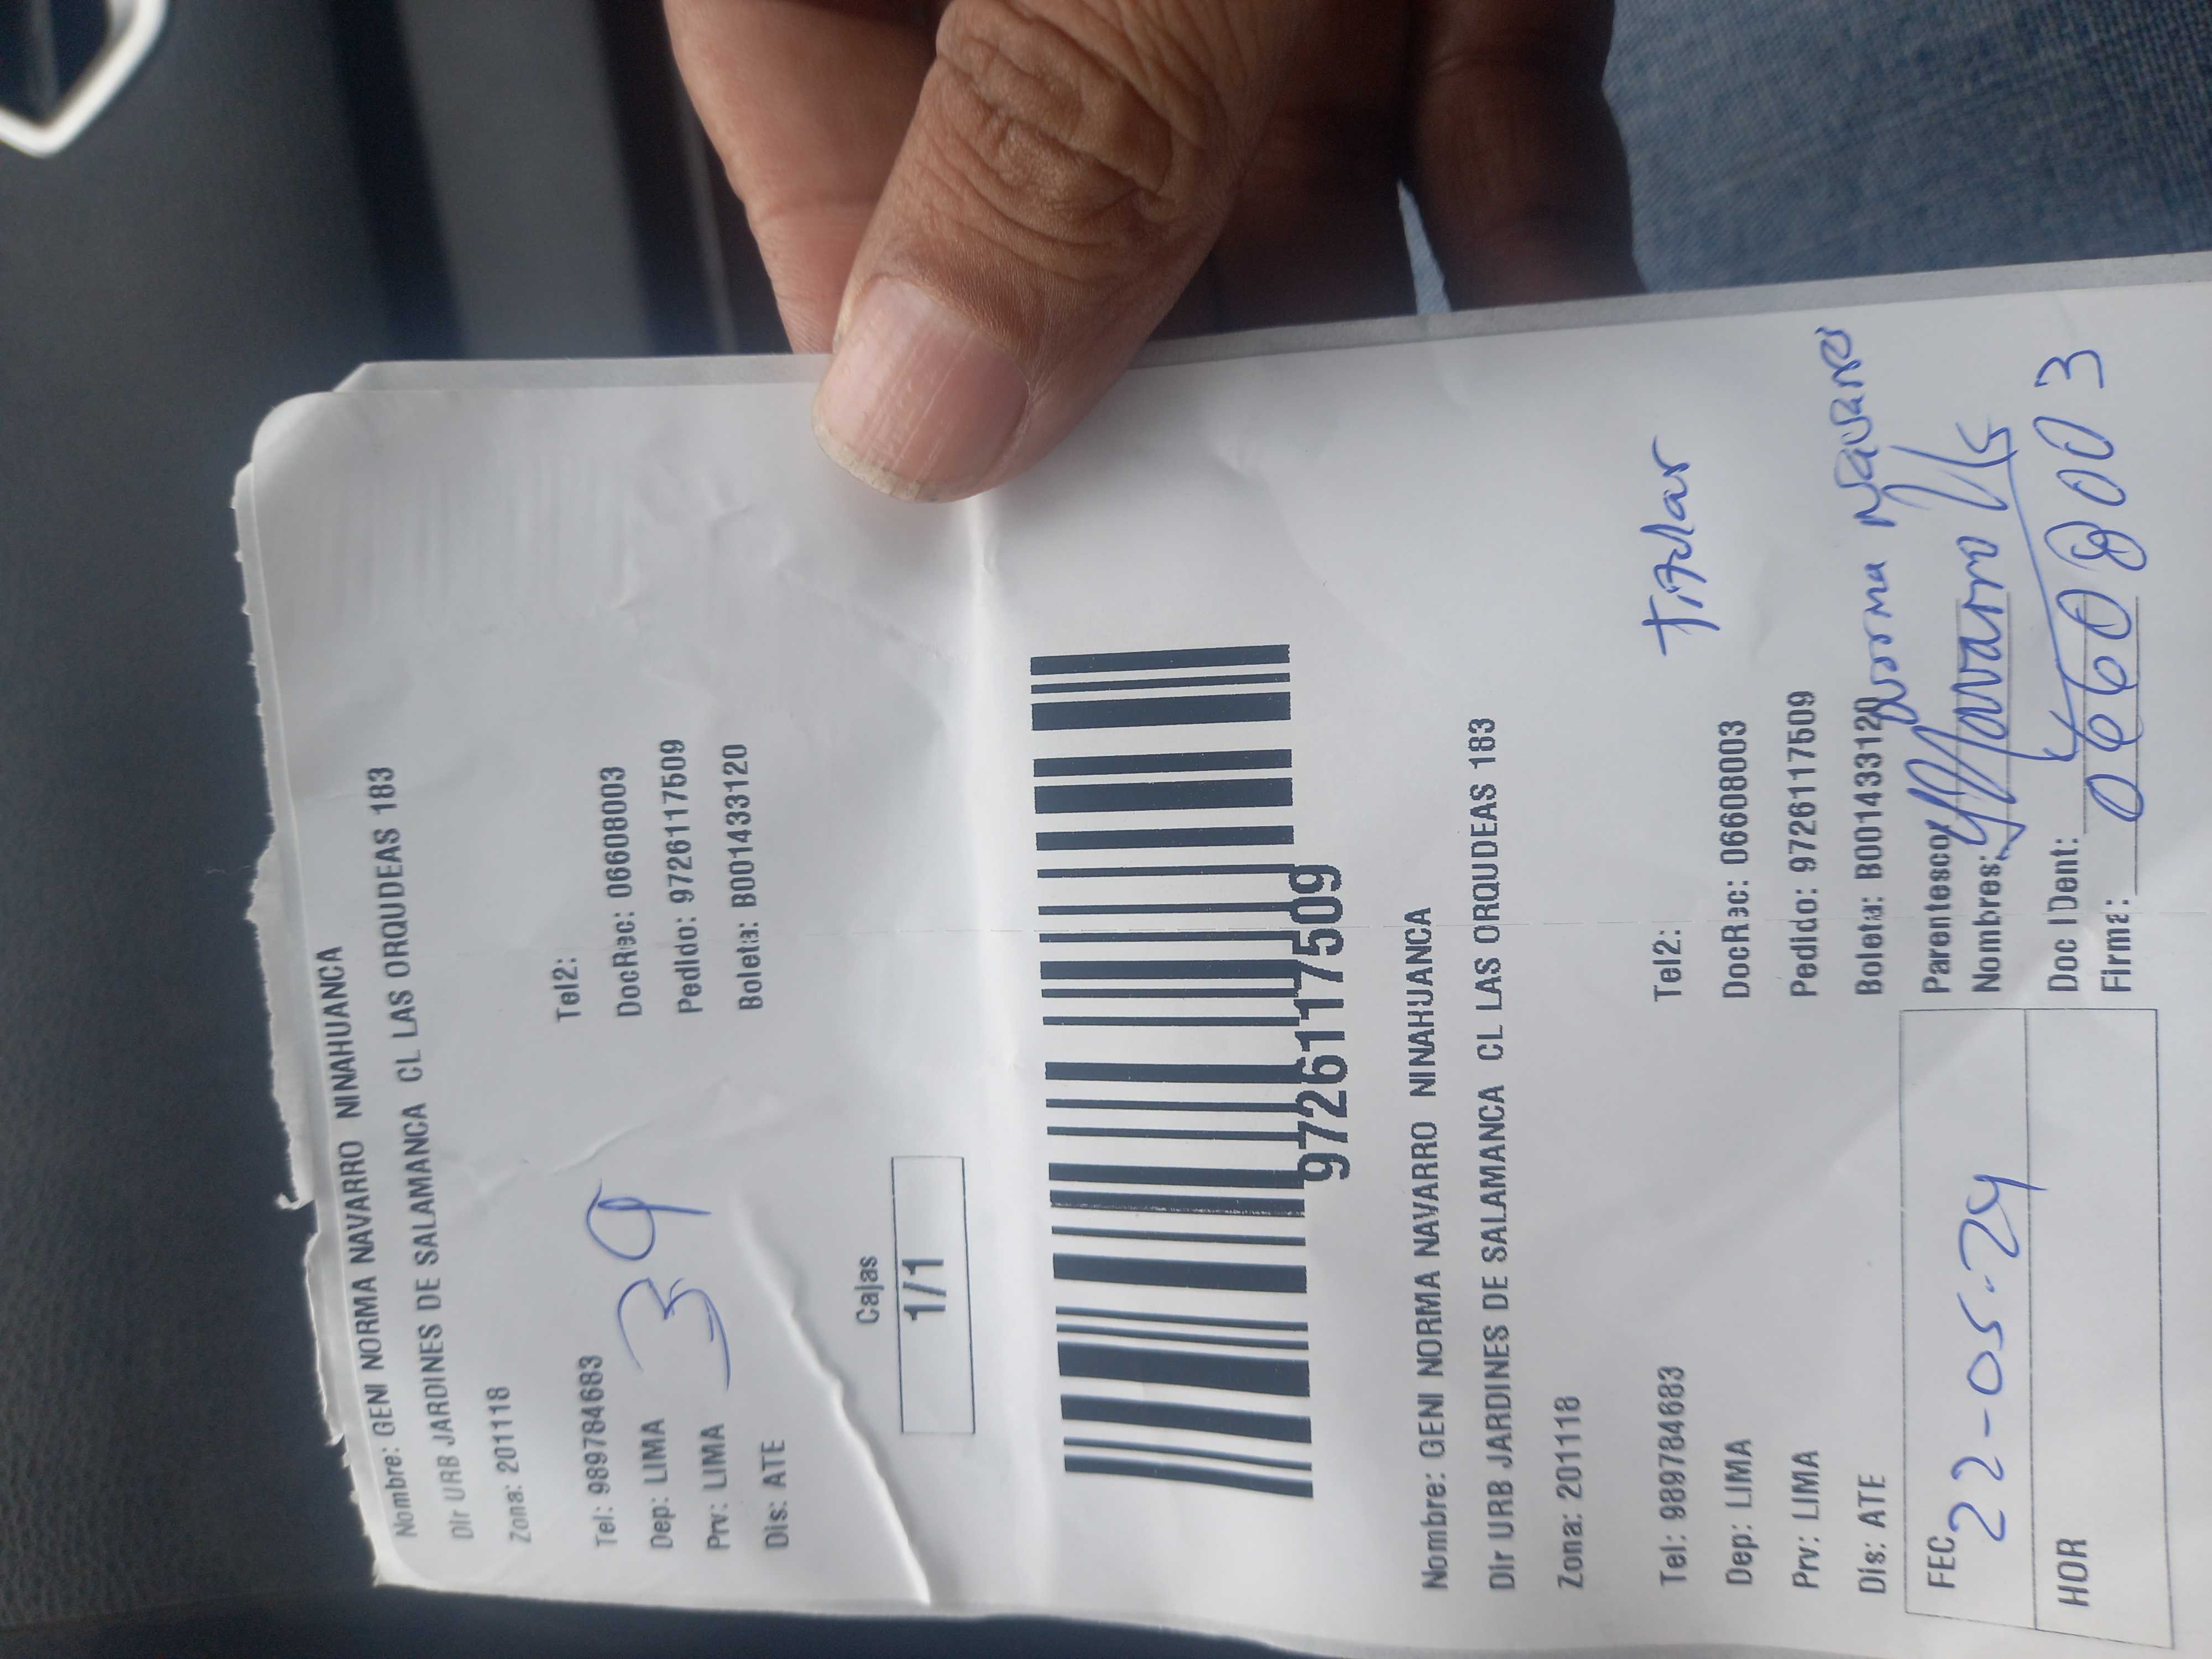 Nombre: GENI NORMA NAVARRO NINAHUANCA
Dir URB JARDINES DE SALAMANCA CL LAS ORQUDEAS 183
Zona: 201118
Tel: 989784683 Tel2:
Dep: LIMA DocRec: 06608003
Prv: LIMA Pedido: 9726117509
Dis: ATE Boleta: B001433120
39
Cajas
1/1
9726117509
Nombre: GENI NORMA NAVARRO NINAHUANCA
Dir URB JARDINES DE SALAMANCA CL LAS ORQUDEAS 183
Zona: 201118
Tel: 989784683 Tel2:
Titular
Dep: LIMA DocRec: 06608003
Prv: LIMA Pedido: 9726117509
Dis: ATE Boleta: B001433120
Norma Navarro
FEC 22-05-24 Parentesco:
Nombres:
HOR Doc IDent: 06608003
Firma: